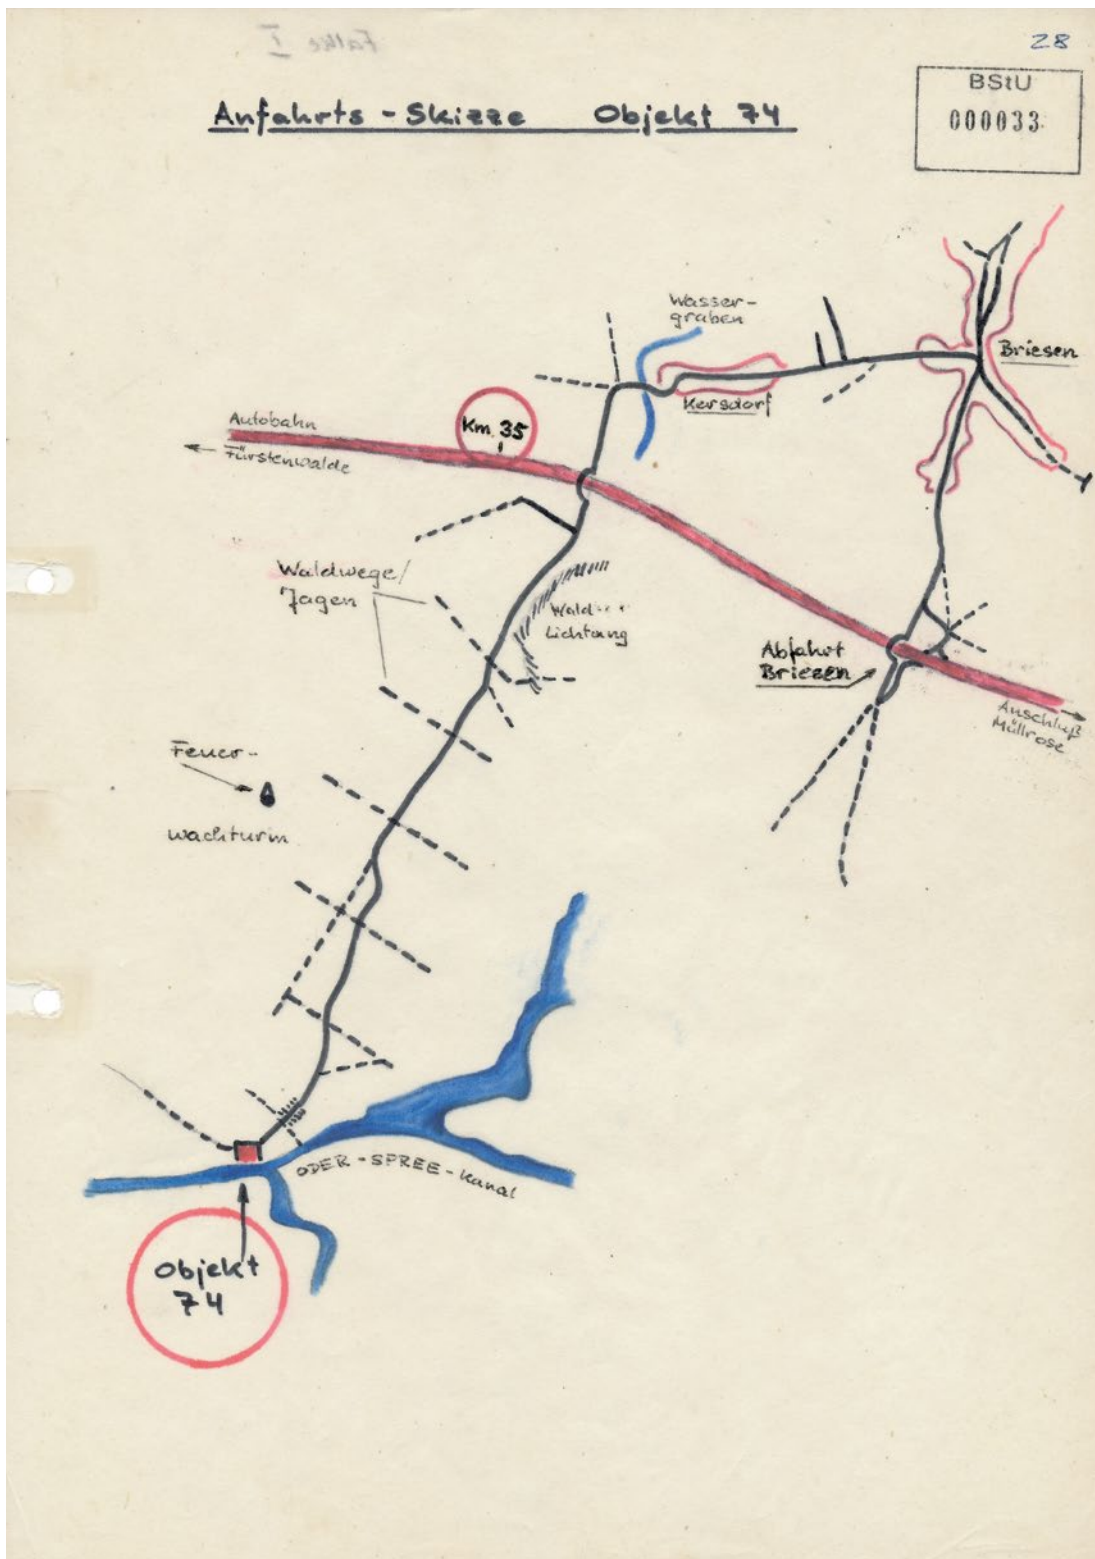 Falke I
28
BStU
000033
Anfahrts - Skizze Objekt 74
Wasser-
graben
Briesen
Kersdorf
Km. 35
Autobahn
Fürstenwalde
Waldwege/
Jagen
Wald
Lichtung
Abfahrt
Briesen
Anschluß
Müllrose
Feuer-
wachturm
ODER-SPREE-Kanal
Objekt
74